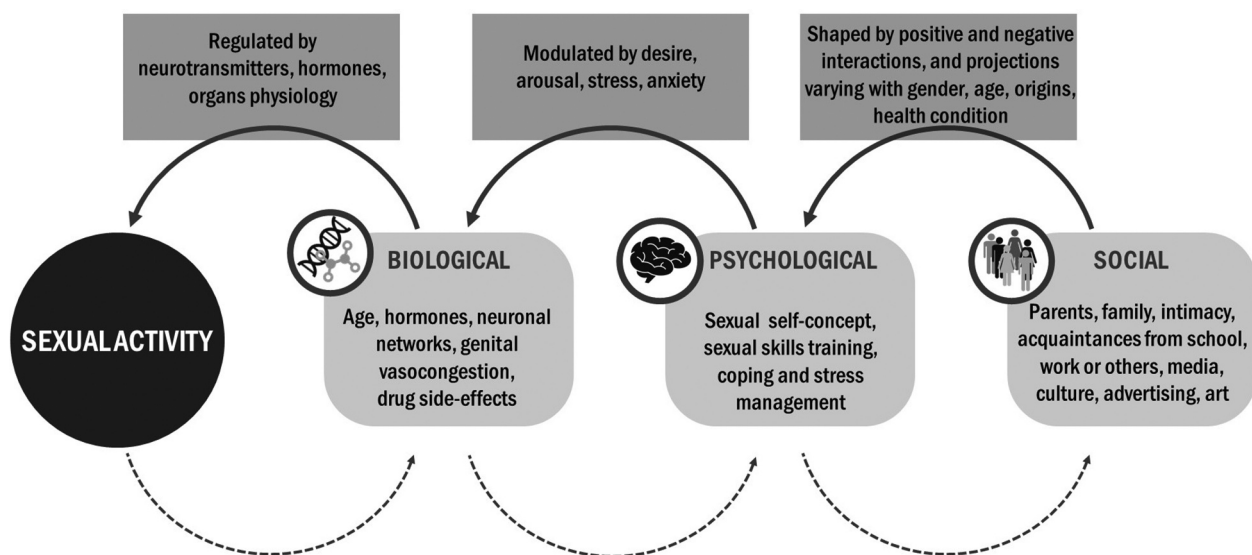 Regulated by
neurotransmitters, hormones,
organs physiology
Modulated by desire,
arousal, stress, anxiety
Shaped by positive and negative
interactions, and projections
varying with gender, age, origins,
health condition
SEXUAL ACTIVITY
BIOLOGICAL
Age, hormones, neuronal
networks, genital
vasocongestion,
drug side-effects
PSYCHOLOGICAL
Sexual self-concept,
sexual skills training,
coping and stress
management
SOCIAL
Parents, family, intimacy,
acquaintances from school,
work or others, media,
culture, advertising, art